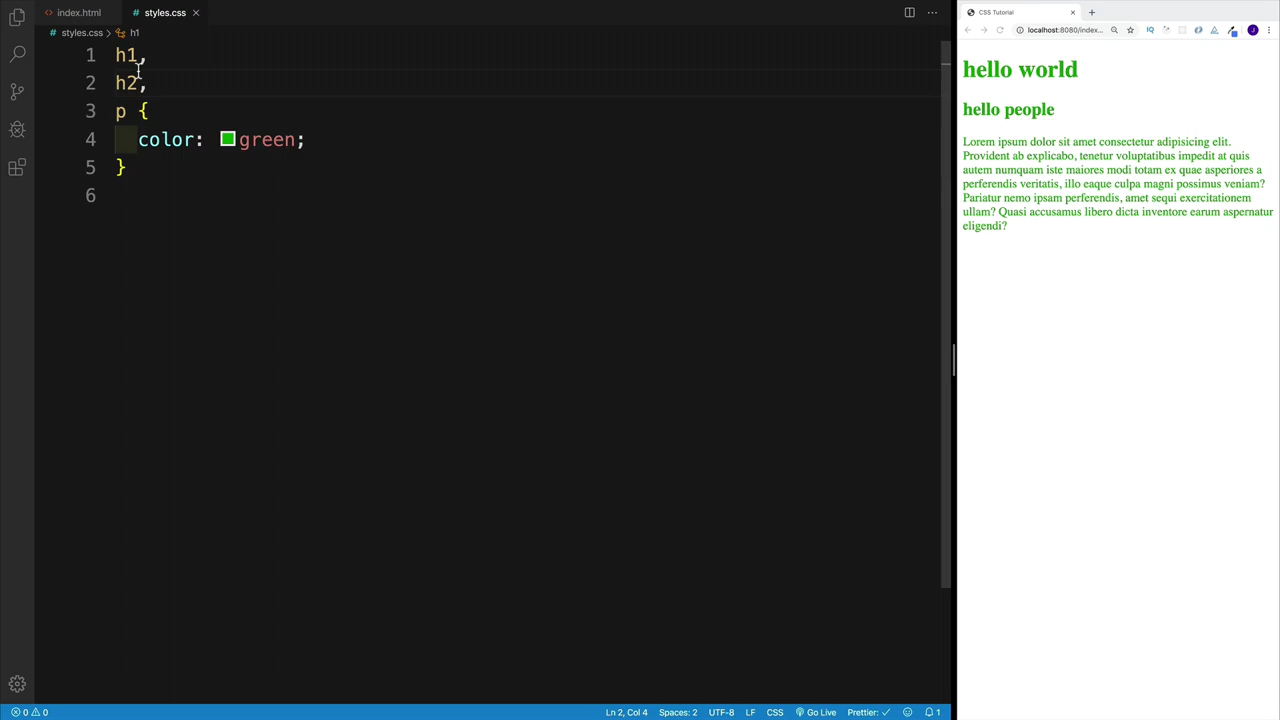 index.html
styles.css
styles.css > h1
1 h1,
2 h2,
3 p {
4 color: green;
5 }
6
0 0
Ln 2, Col 4
Spaces: 2
UTF-8
LF
CSS
Go Live
Prettier: ✓
1
CSS Tutorial
localhost:8080/index...
IQ
J
hello world
hello people
Lorem ipsum dolor sit amet consectetur adipisicing elit.
Provident ab explicabo, tenetur voluptatibus impedit at quis
autem numquam iste maiores modi totam ex quae asperiores a
perferendis veritatis, illo eaque culpa magni possimus veniam?
Pariatur nemo ipsam perferendis, amet sequi exercitationem
ullam? Quasi accusamus libero dicta inventore earum aspernatur
eligendi?